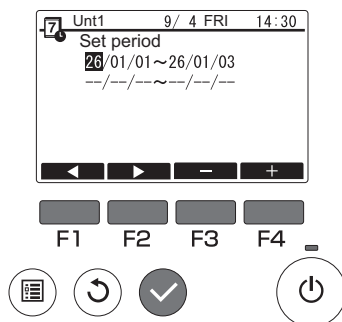 7 Unt1 9/ 4 FRI 14:30
Set period
26/01/01~26/01/03
--/--/--~--/--/--
− +
F1 F2 F3 F4